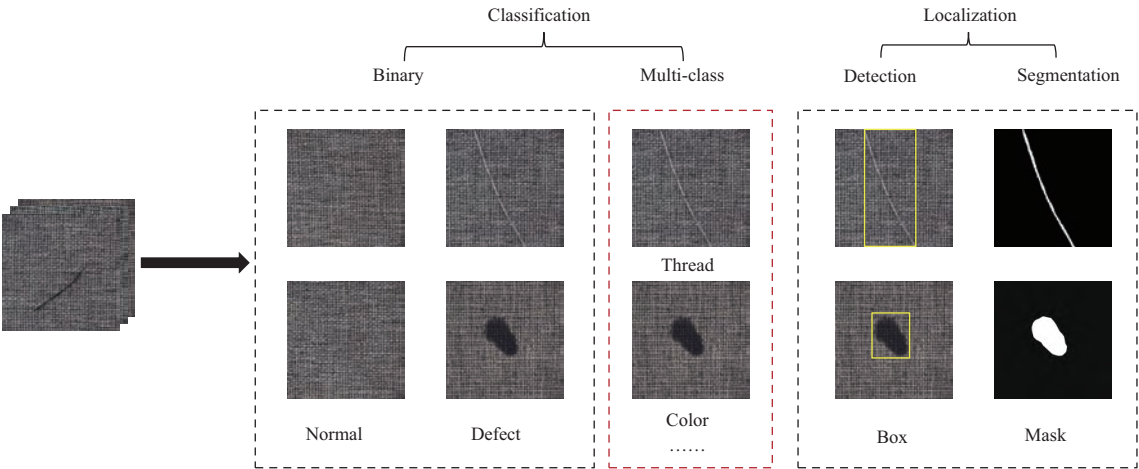 Classification
Localization
Binary
Multi-class
Detection
Segmentation
Thread
Normal
Defect
Color
......
Box
Mask